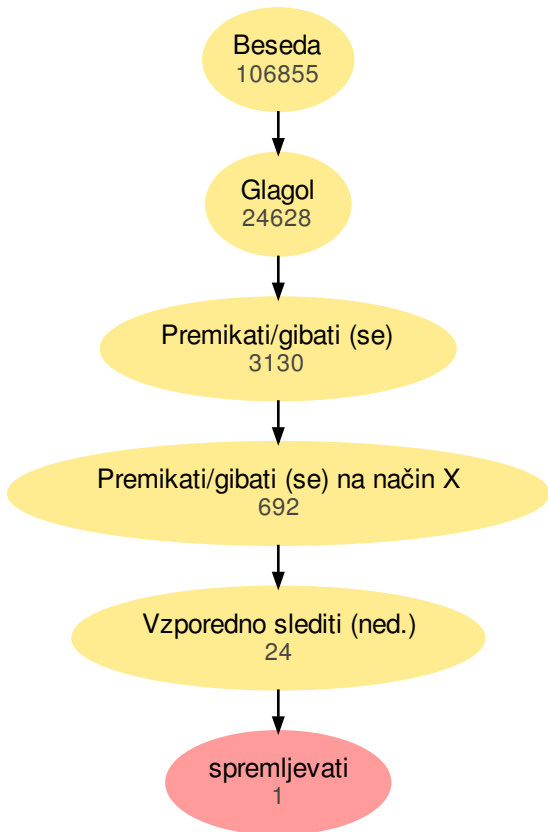 Beseda
106855
Glagol
24628
Premikati/gibati (se)
3130
Premikati/gibati (se) na način X
692
Vzporedno slediti (ned.)
24
spremljevati
1